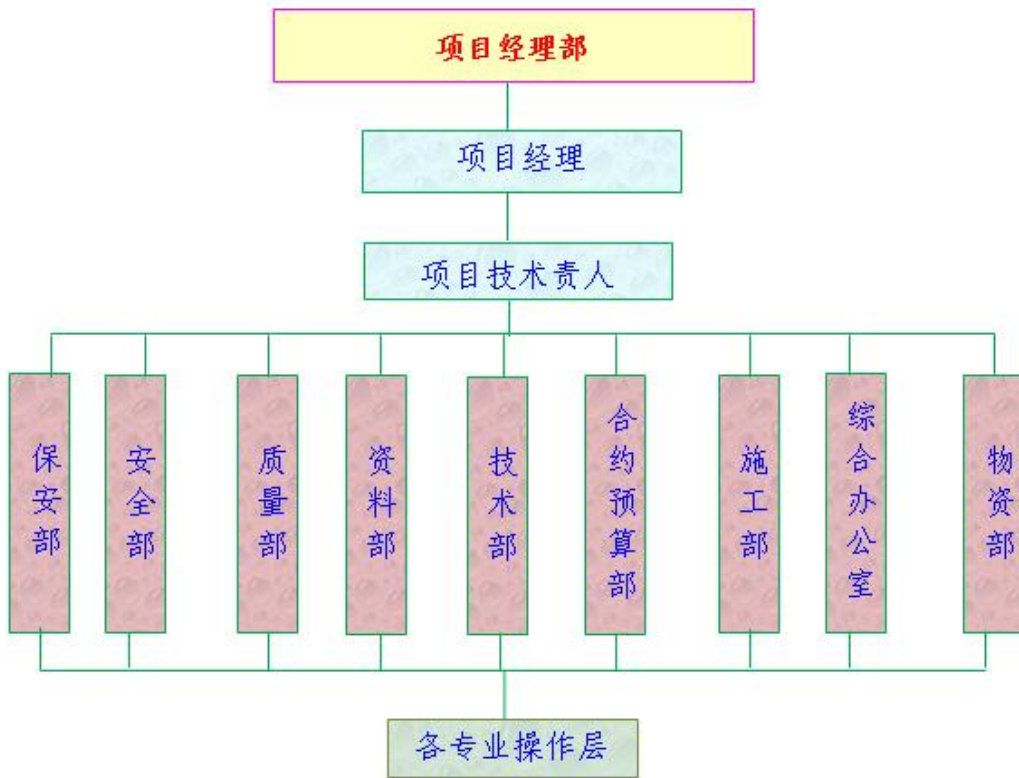 项目经理部
项目经理
项目技术责人
保安部
安全部
质量部
资料部
技术部
合约预算部
施工部
综合办公室
物资部
各专业操作层